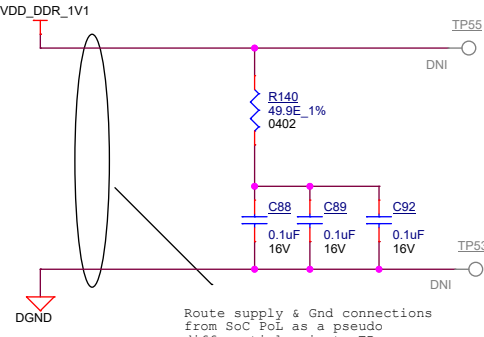 VDD_DDR_1V1
TP55
DNI
R140
49.9E_1%
0402
C88
C89
C92
0.1uF
0.1uF
0.1uF
16V
16V
16V
TP53
DNI
DGND
Route supply & Gnd connections
from SoC PoL as a pseudo